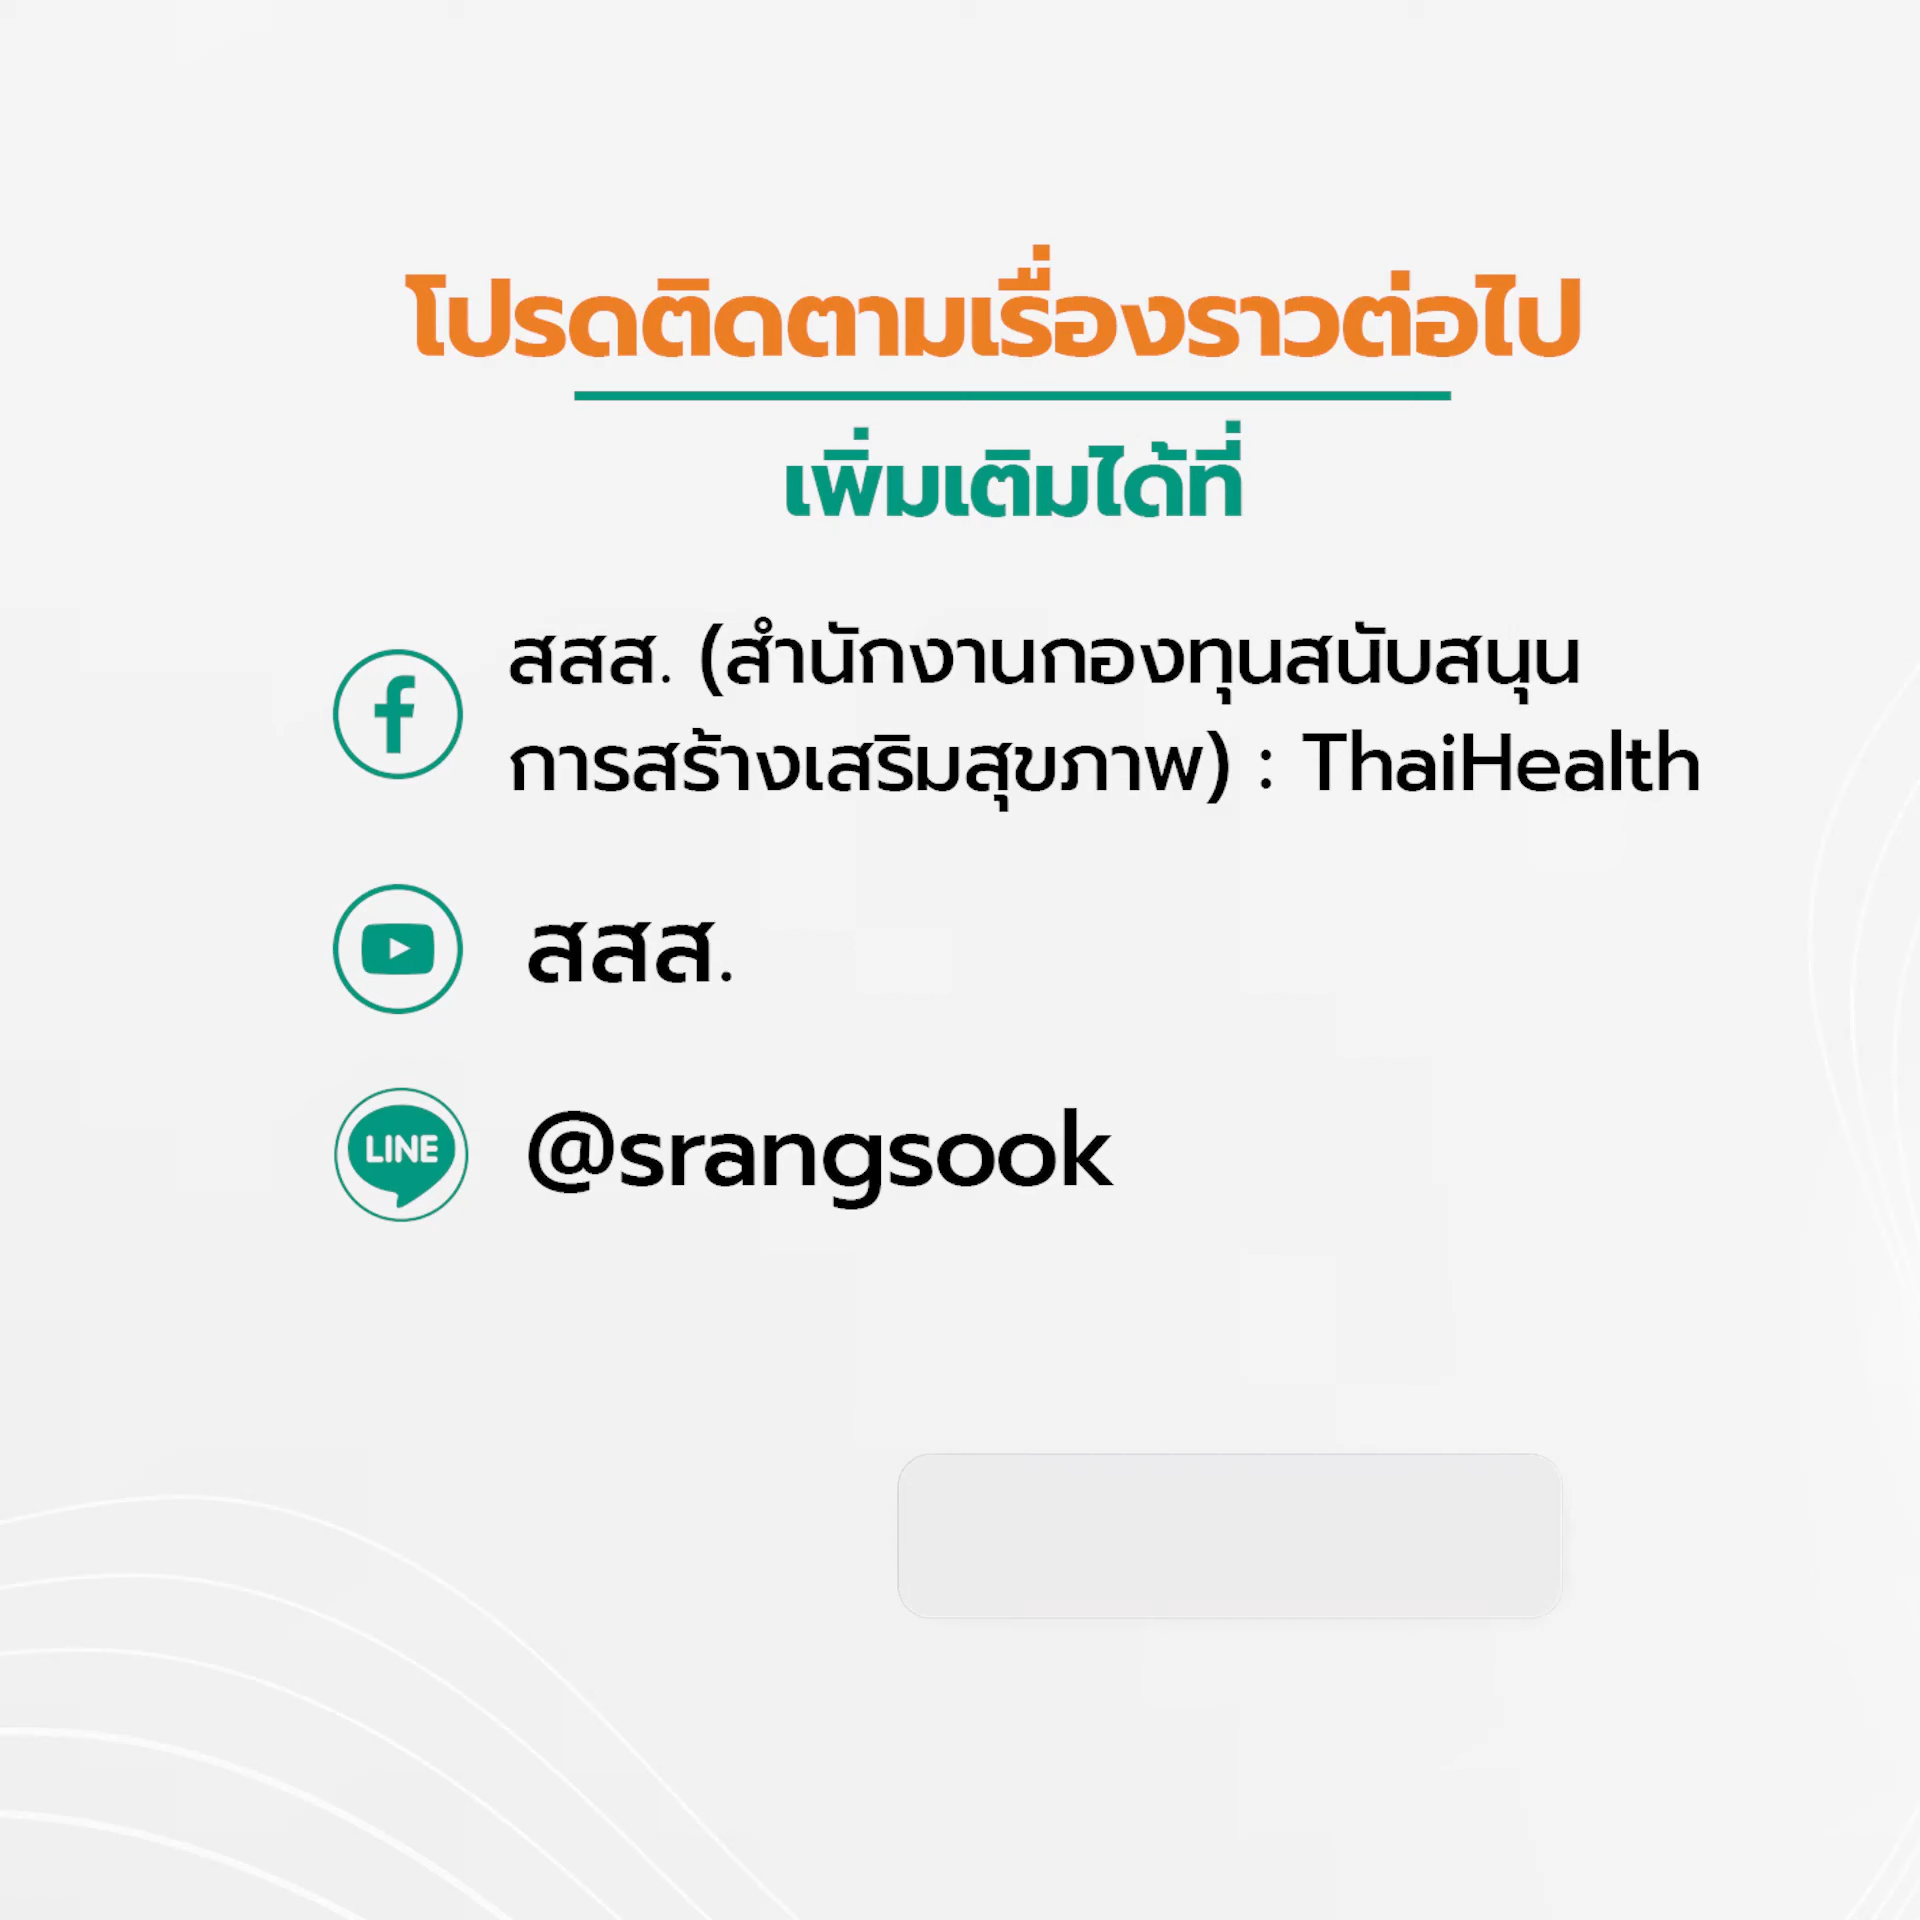 โปรดติดตามเรื่องราวต่อไป
เพิ่มเติมได้ที่
สสส. (สำนักงานกองทุนสนับสนุน
การสร้างเสริมสุขภาพ) : ThaiHealth
สสส.
LINE @srangsook